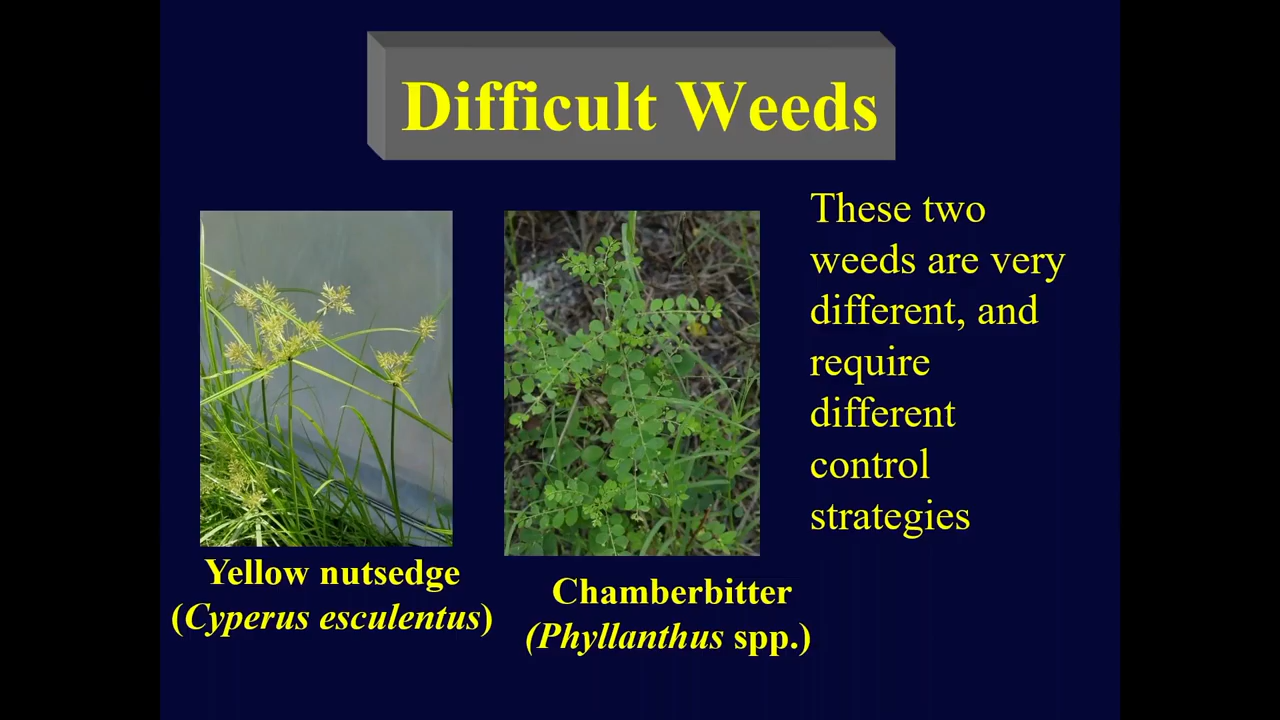 Difficult Weeds
These two
weeds are very
different, and
require
different
control
strategies
Yellow nutsedge
(Cyperus esculentus)
Chamberbitter
(Phyllanthus spp.)